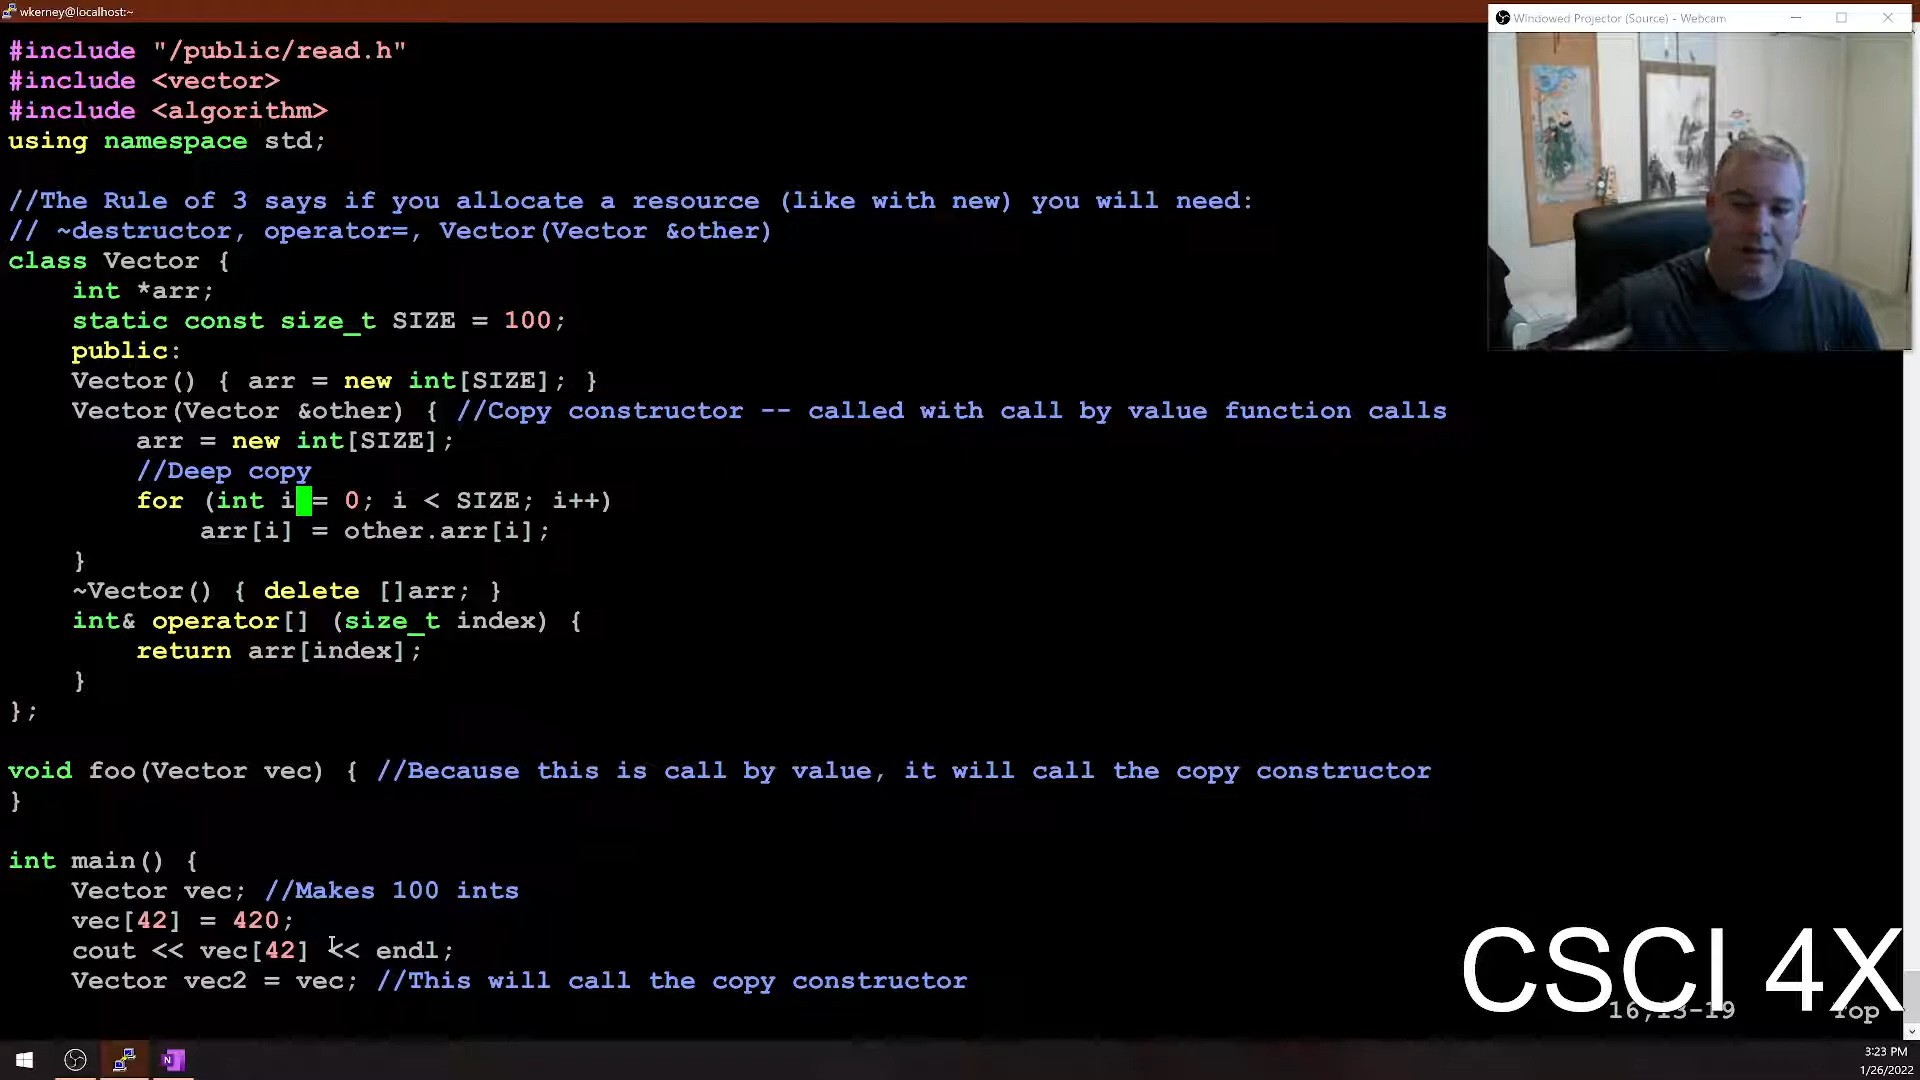 wkerney@localhost:~
Windowed Projector (Source) - Webcam
#include "/public/read.h"
#include <vector>
#include <algorithm>
using namespace std;
//The Rule of 3 says if you allocate a resource (like with new) you will need:
// ~destructor, operator=, Vector(Vector &other)
class Vector {
int *arr;
static const size_t SIZE = 100;
public:
Vector() { arr = new int[SIZE]; }
Vector(Vector &other) { //Copy constructor -- called with call by value function calls
arr = new int[SIZE];
//Deep copy
for (int i = 0; i < SIZE; i++)
arr[i] = other.arr[i];
}
~Vector() { delete []arr; }
int& operator[] (size_t index) {
return arr[index];
}
};
void foo(Vector vec) { //Because this is call by value, it will call the copy constructor
}
int main() {
Vector vec; //Makes 100 ints
vec[42] = 420;
cout << vec[42] << endl;
Vector vec2 = vec; //This will call the copy constructor
CSCI 4X
16,13-19 Top
3:23 PM
1/26/2022